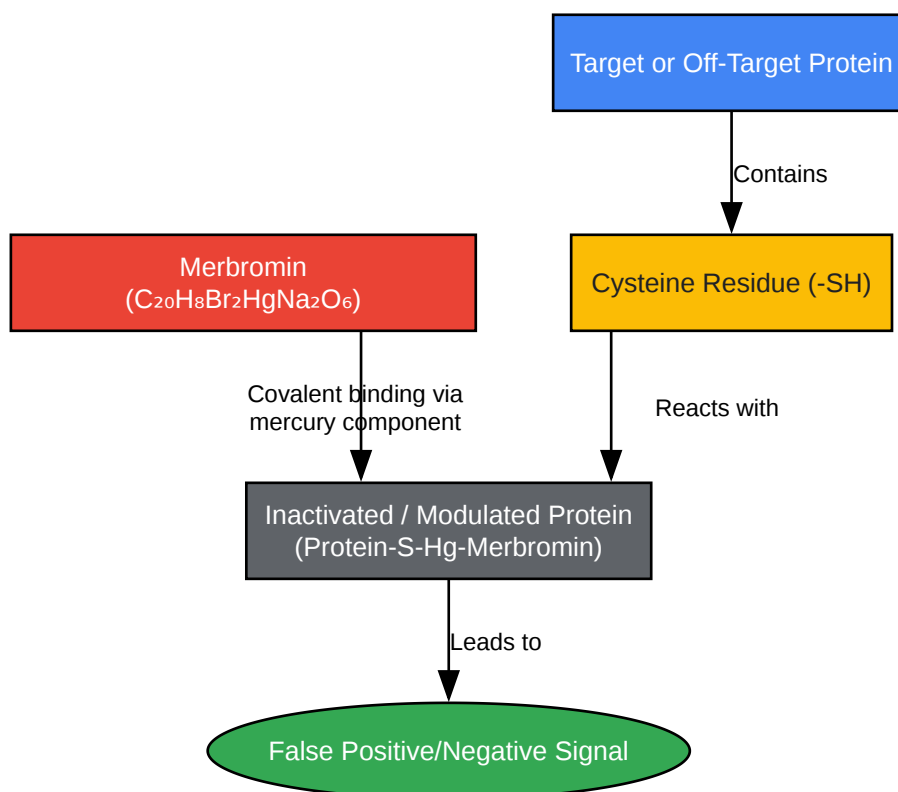 Target or Off-Target Protein
Contains
Merbromin
(C₂₀H₈Br₂HgNa₂O₆)
Cysteine Residue (-SH)
Covalent binding via
mercury component
Reacts with
Inactivated / Modulated Protein
(Protein-S-Hg-Merbromin)
Leads to
False Positive/Negative Signal